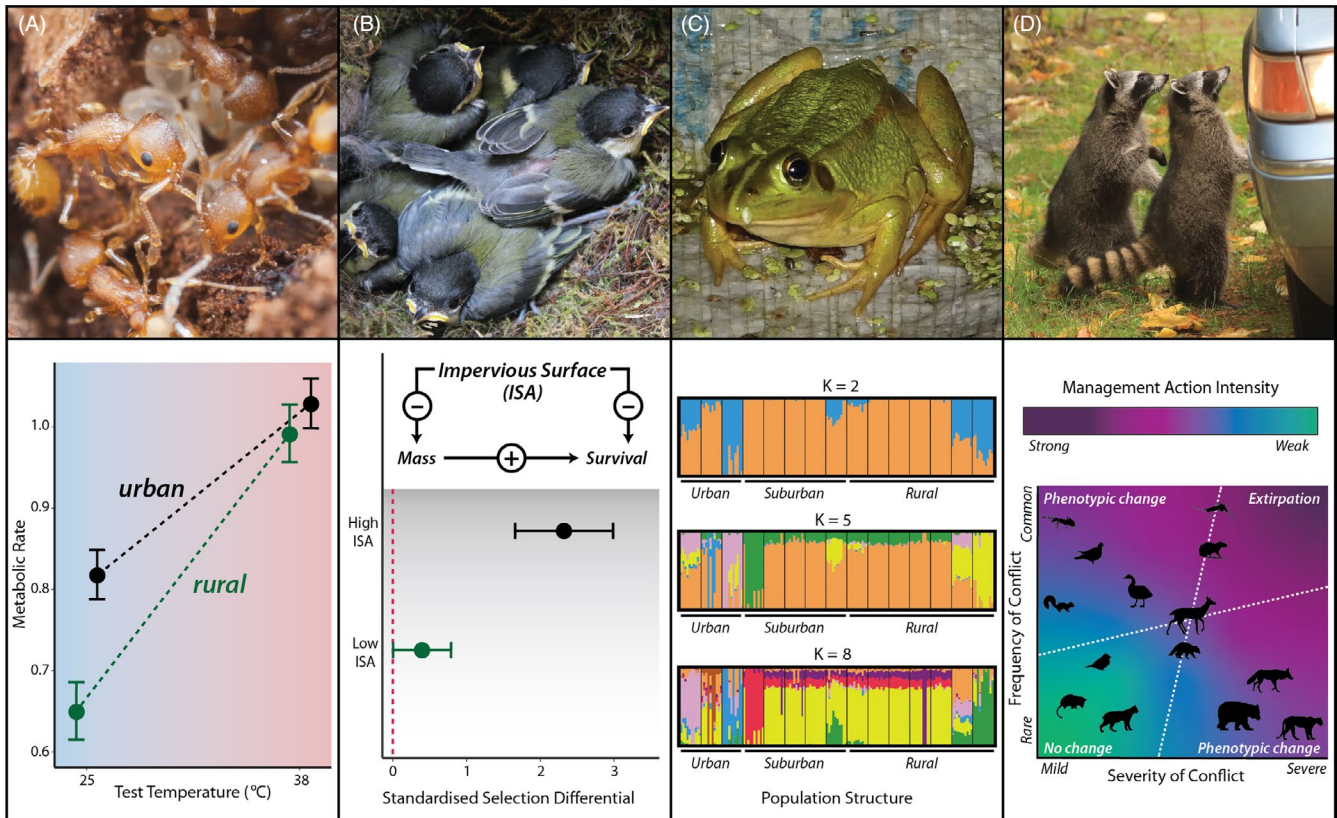 (A)
(B)
(C)
(D)
Metabolic Rate
1.0
0.9
0.8
0.7
0.6
urban
rural
25
38
Test Temperature (°C)
Impervious Surface
(ISA)
−
−
Mass
+
Survival
High
ISA
Low
ISA
0
1
2
3
Standardised Selection Differential
K = 2
Urban
Suburban
Rural
K = 5
Urban
Suburban
Rural
K = 8
Urban
Suburban
Rural
Population Structure
Management Action Intensity
Strong
Weak
Frequency of Conflict
Common
Rare
Phenotypic change
Extirpation
No change
Phenotypic change
Mild
Severe
Severity of Conflict